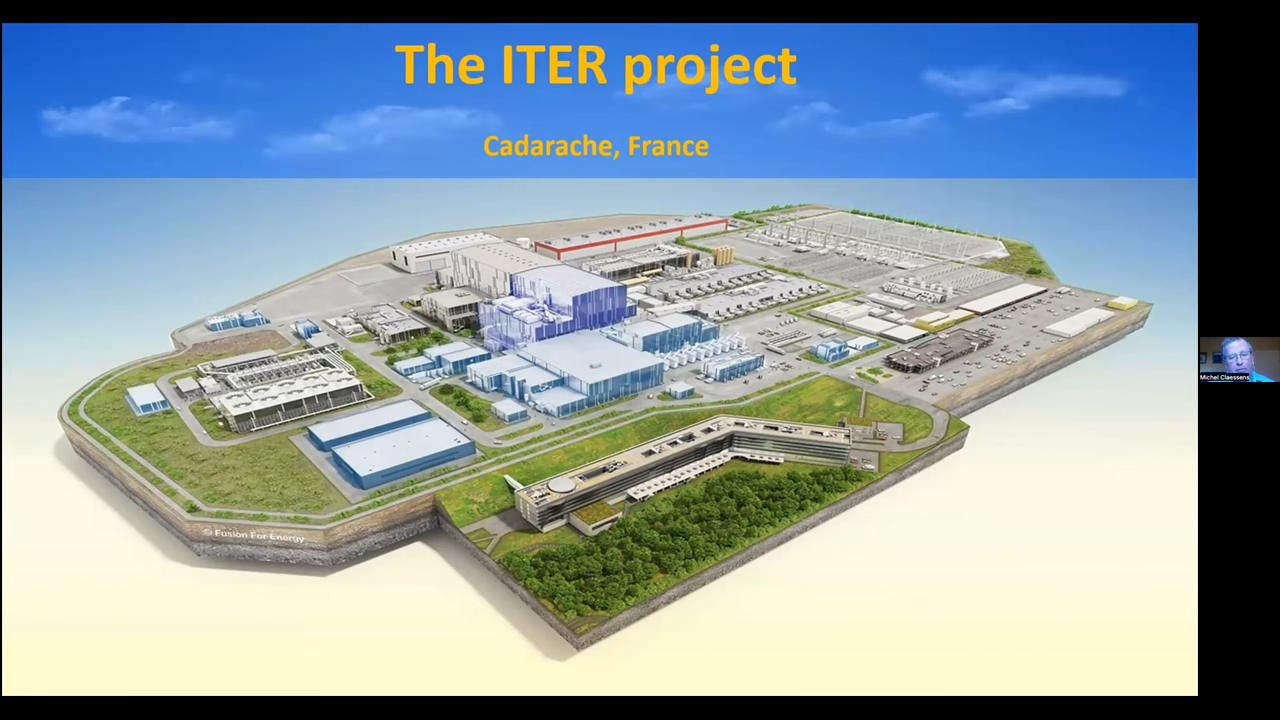 The ITER project
Cadarache, France
© Fusion For Energy
Michel Claessens